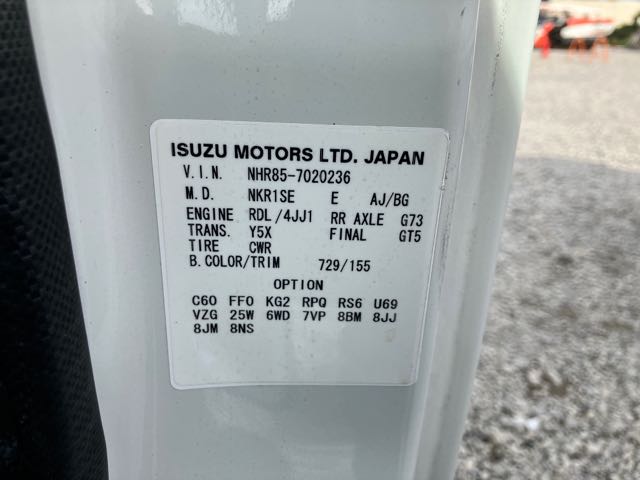 ISUZU MOTORS LTD. JAPAN
V.I.N. NHR85-7020236
M.D. NKR1SE E AJ/BG
ENGINE RDL/4JJ1 RR AXLE G73
TRANS. Y5X FINAL GT5
TIRE CWR
B.COLOR/TRIM 729/155
OPTION
C60 FF0 KG2 RPQ RS6 U69
VZG 25W 6WD 7VP 8BM 8JJ
8JM 8NS